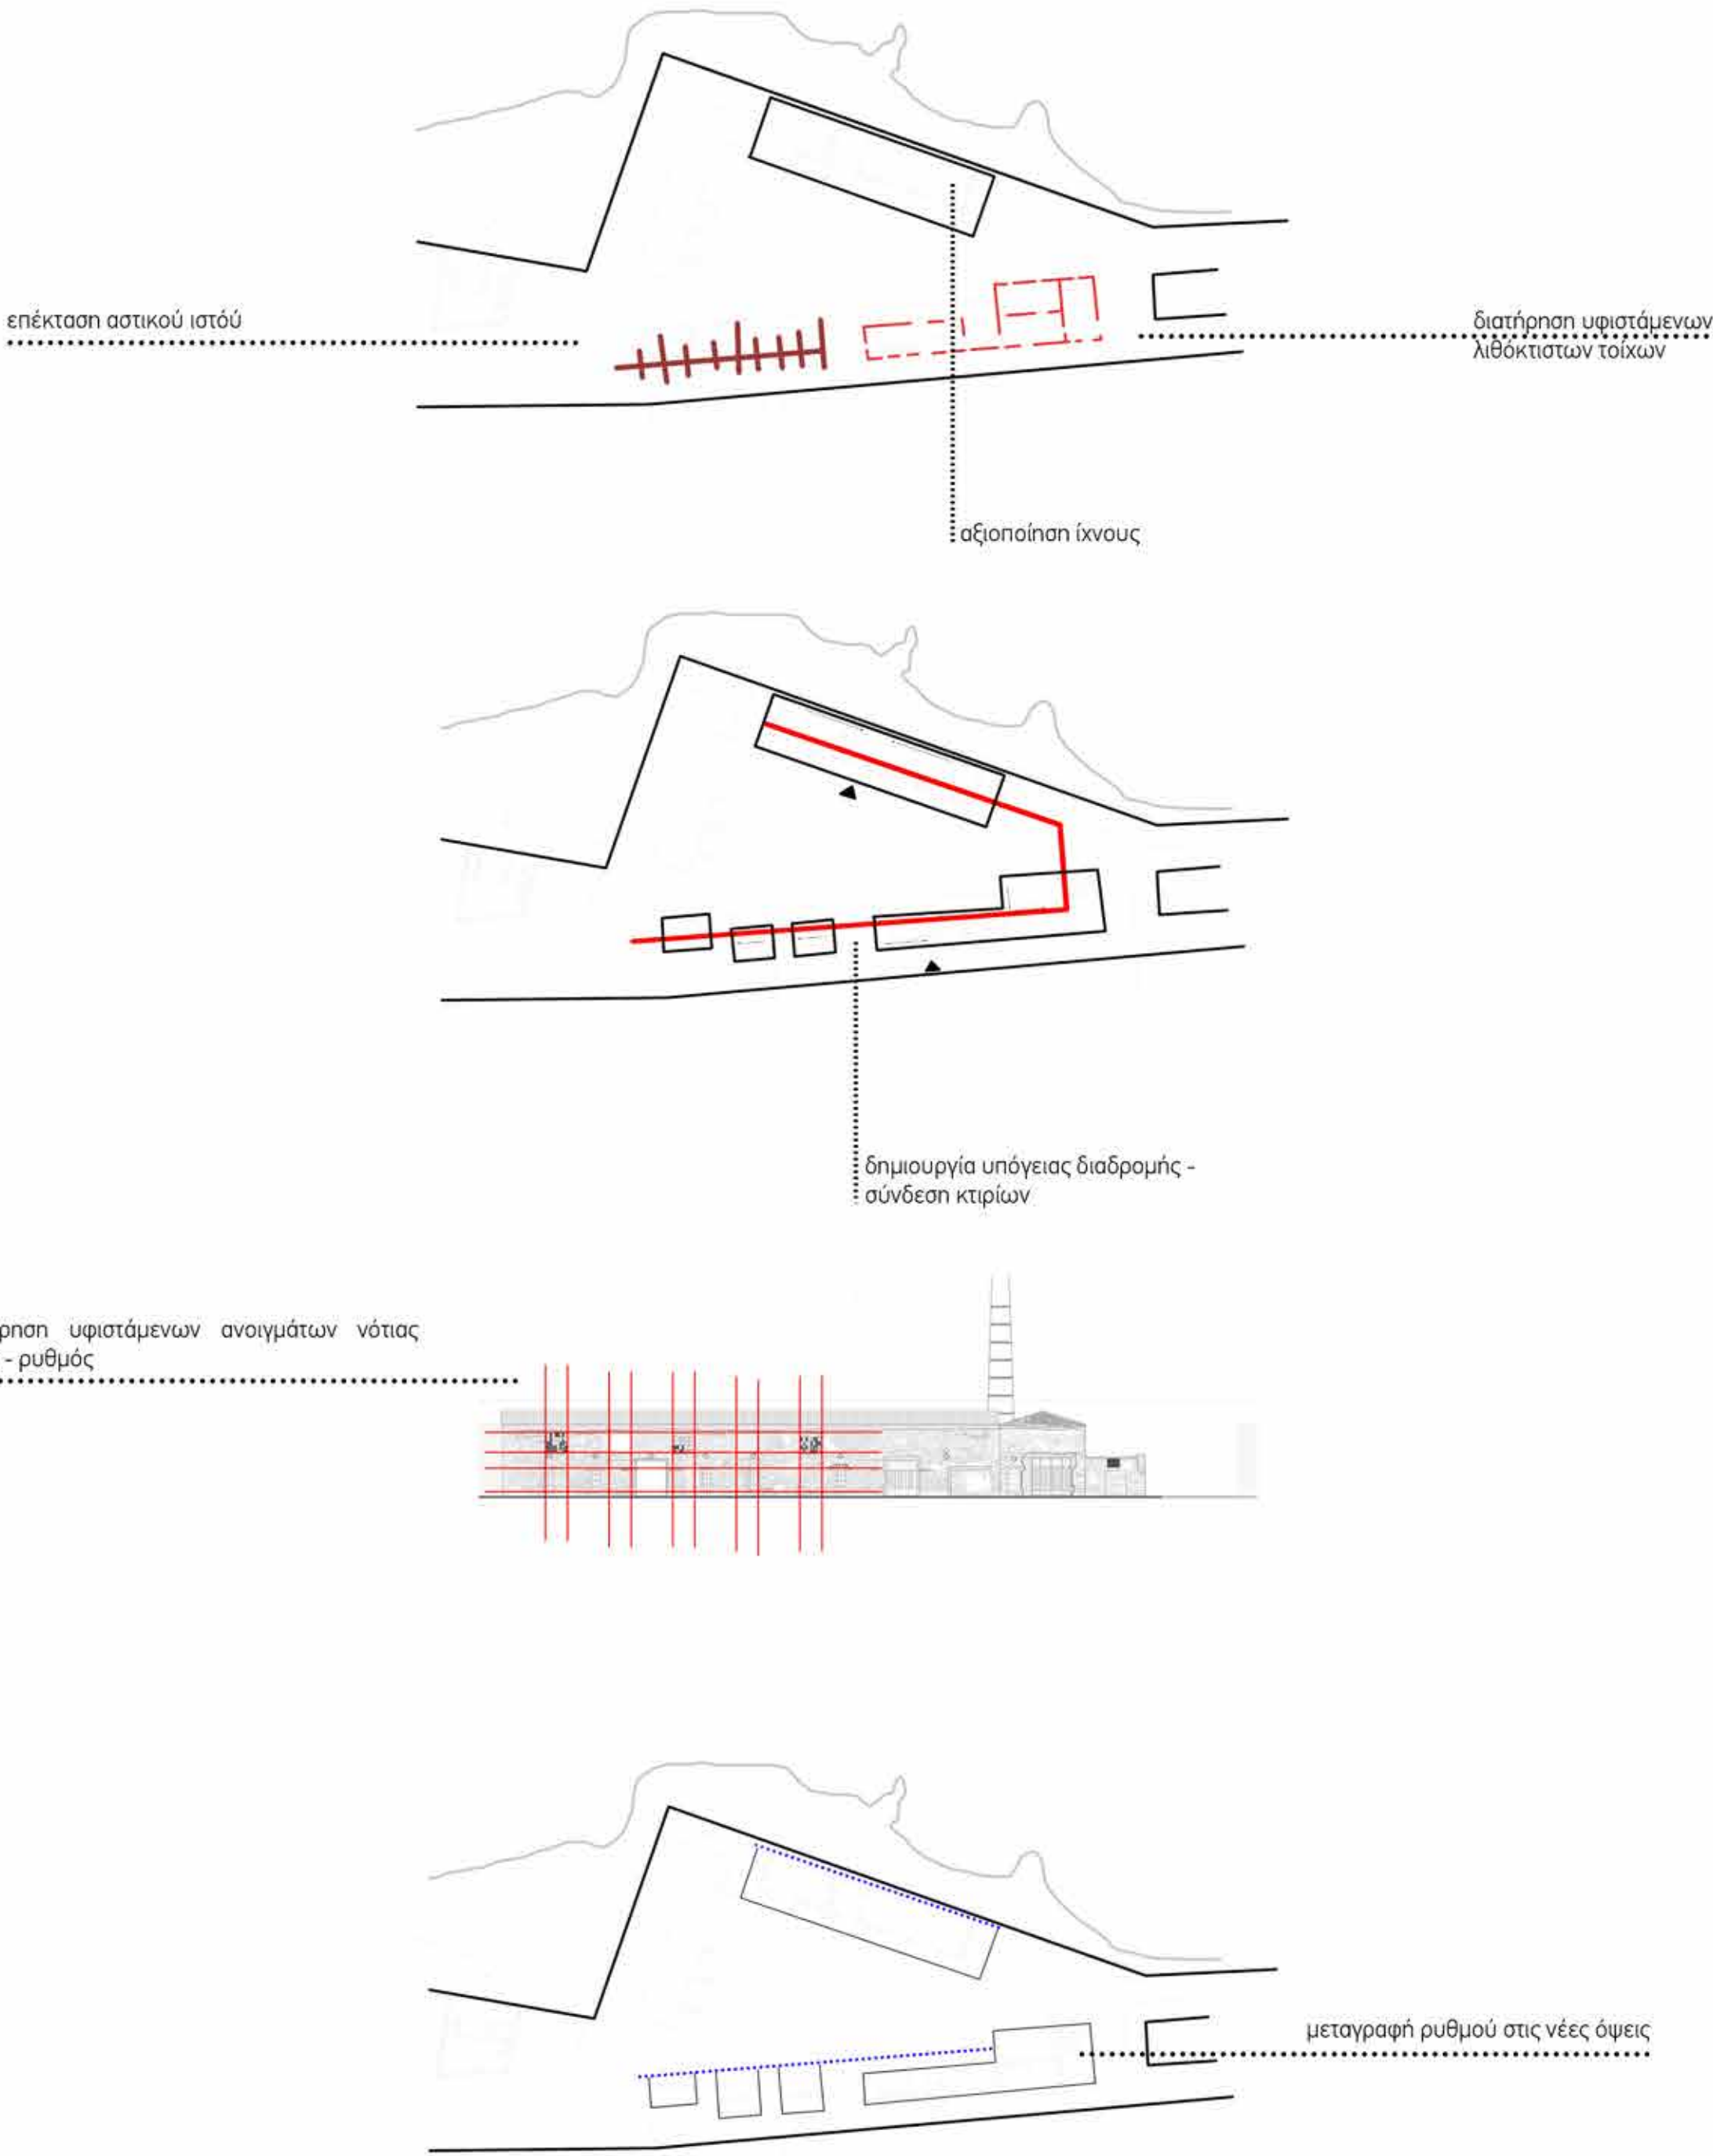 επέκταση αστικού ιστού
διατήρηση υφιστάμενων
λιθόκτιστων τοίχων
αξιοποίηση ίχνους
δημιουργία υπόγειας διαδρομής -
σύνδεση κτιρίων
ρηση υφιστάμενων ανοιγμάτων νότιας
- ρυθμός
μεταγραφή ρυθμού στις νέες όψεις